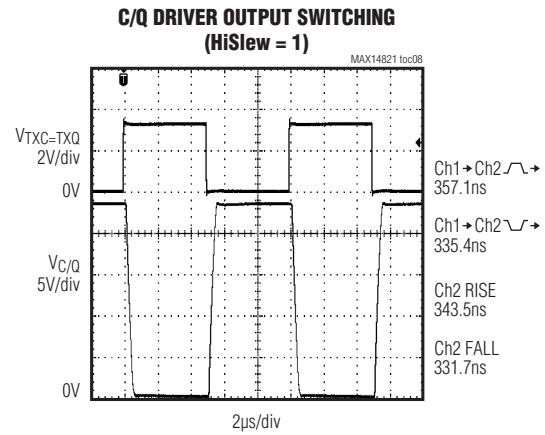 C/Q DRIVER OUTPUT SWITCHING
(HiSlew = 1)
MAX14821 toc08
T
VTXC=TXQ
2V/div
0V
VC/Q
5V/div
0V
2µs/div
Ch1→Ch2 →
357.1ns
Ch1→Ch2 →
335.4ns
Ch2 RISE
343.5ns
Ch2 FALL
331.7ns